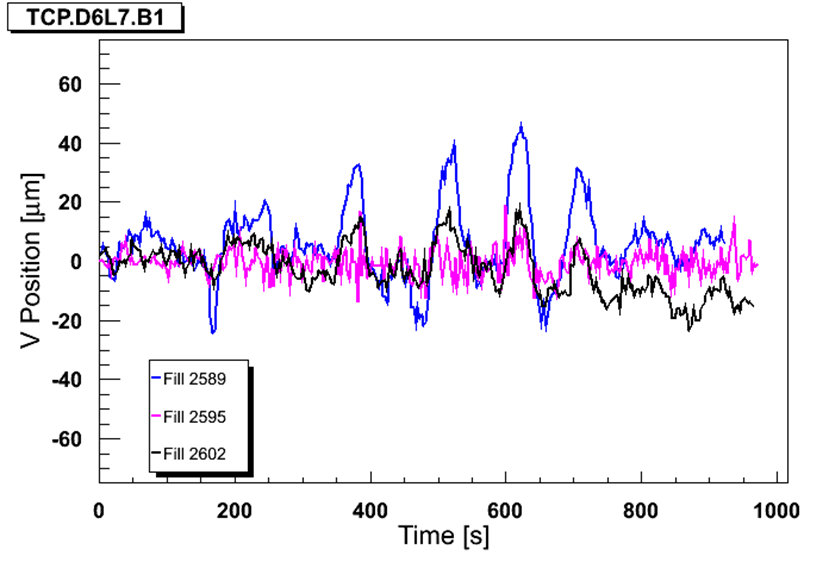 TCP.D6L7.B1
V Position [µm]
60
40
20
0
-20
-40
-60
Fill 2589
Fill 2595
Fill 2602
0 200 400 600 800 1000
Time [s]